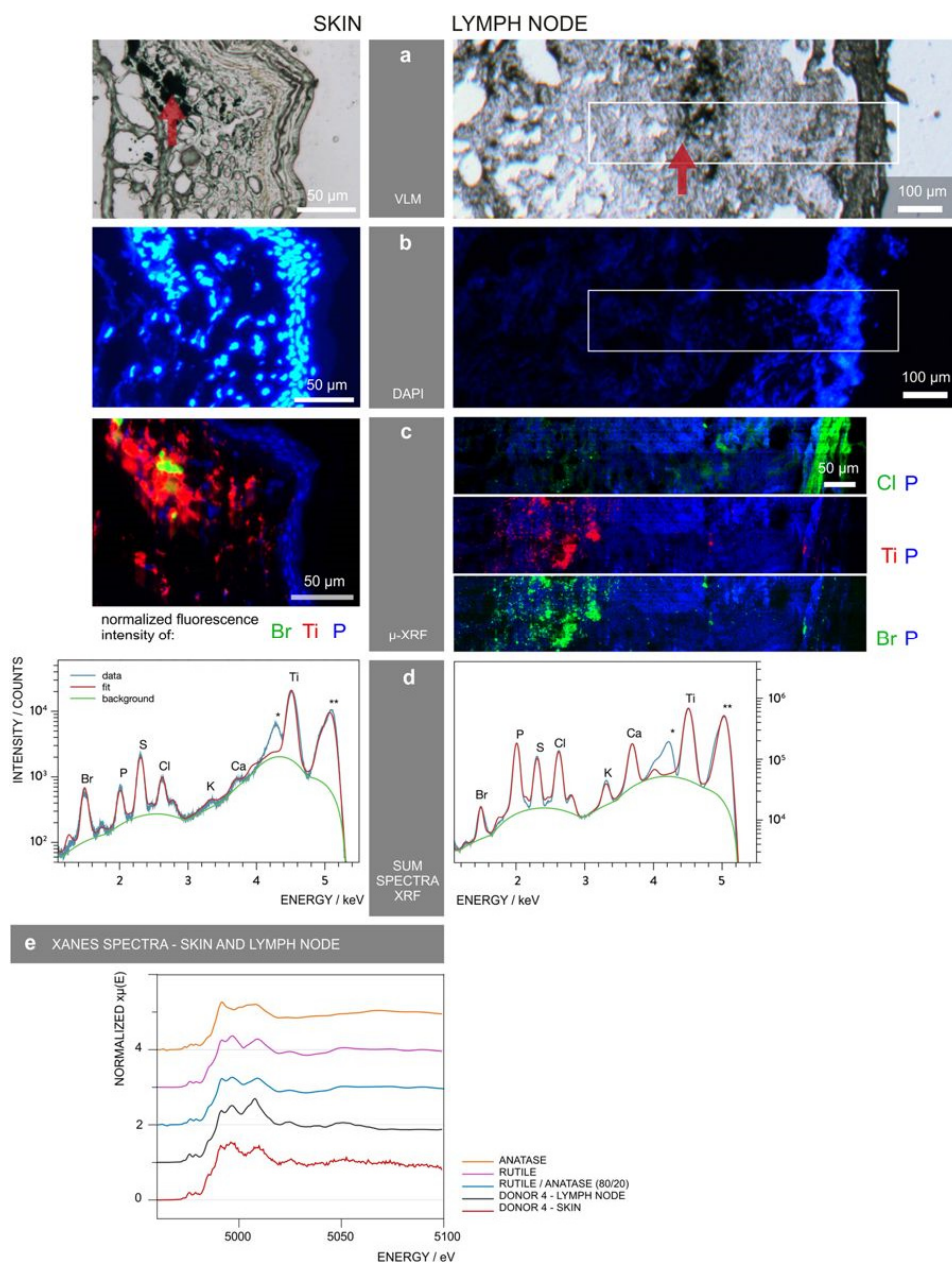 SKIN
LYMPH NODE
a
VLM
50 µm
100 µm
b
DAPI
50 µm
100 µm
c
µ-XRF
50 µm
normalized fluorescence
intensity of: Br Ti P
50 µm
Cl P
Ti P
Br P
d
SUM
SPECTRA
XRF
INTENSITY / COUNTS
10⁴
10³
10²
data
fit
background
Br P S Cl K Ca * Ti **
2 3 4 5
ENERGY / keV
Br P S Cl K Ca * Ti **
10⁶
10⁵
10⁴
2 3 4 5
ENERGY / keV
e XANES SPECTRA - SKIN AND LYMPH NODE
NORMALIZED xµ(E)
4
2
0
5000 5050 5100
ENERGY / eV
ANATASE
RUTILE
RUTILE / ANATASE (80/20)
DONOR 4 - LYMPH NODE
DONOR 4 - SKIN